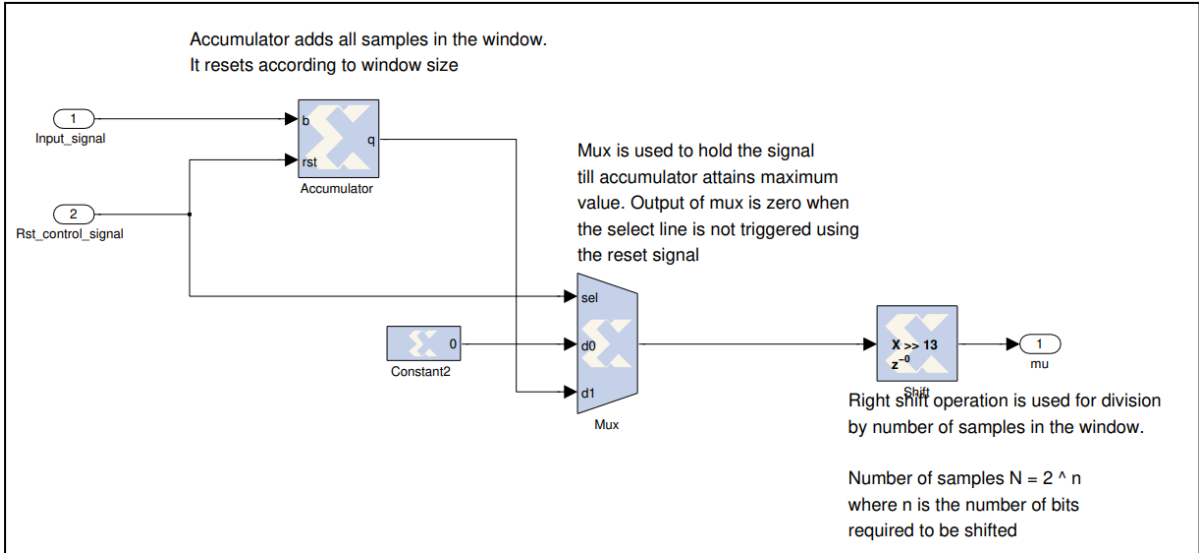 Accumulator adds all samples in the window.
It resets according to window size
1
Input_signal
b
rst
q
Accumulator
2
Rst_control_signal
Mux is used to hold the signal
till accumulator attains maximum
value. Output of mux is zero when
the select line is not triggered using
the reset signal
sel
d0
d1
Mux
0
Constant2
X >> 13
z-0
Shift
1
mu
Right shift operation is used for division
by number of samples in the window.
Number of samples N = 2 ^ n
where n is the number of bits
required to be shifted